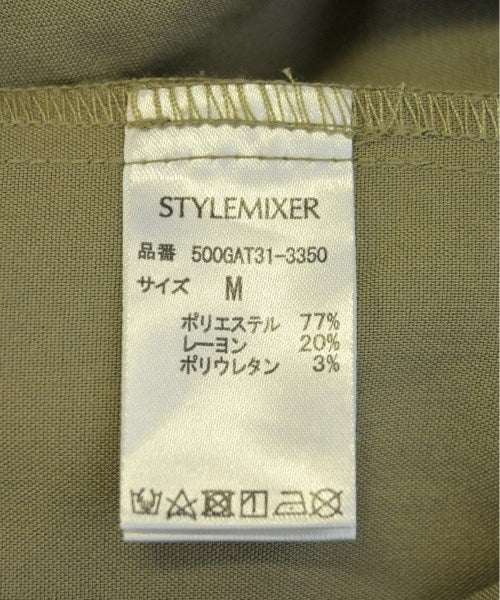 STYLEMIXER
品番 500GAT31-3350
サイズ M
ポリエステル 77%
レーヨン 20%
ポリウレタン 3%